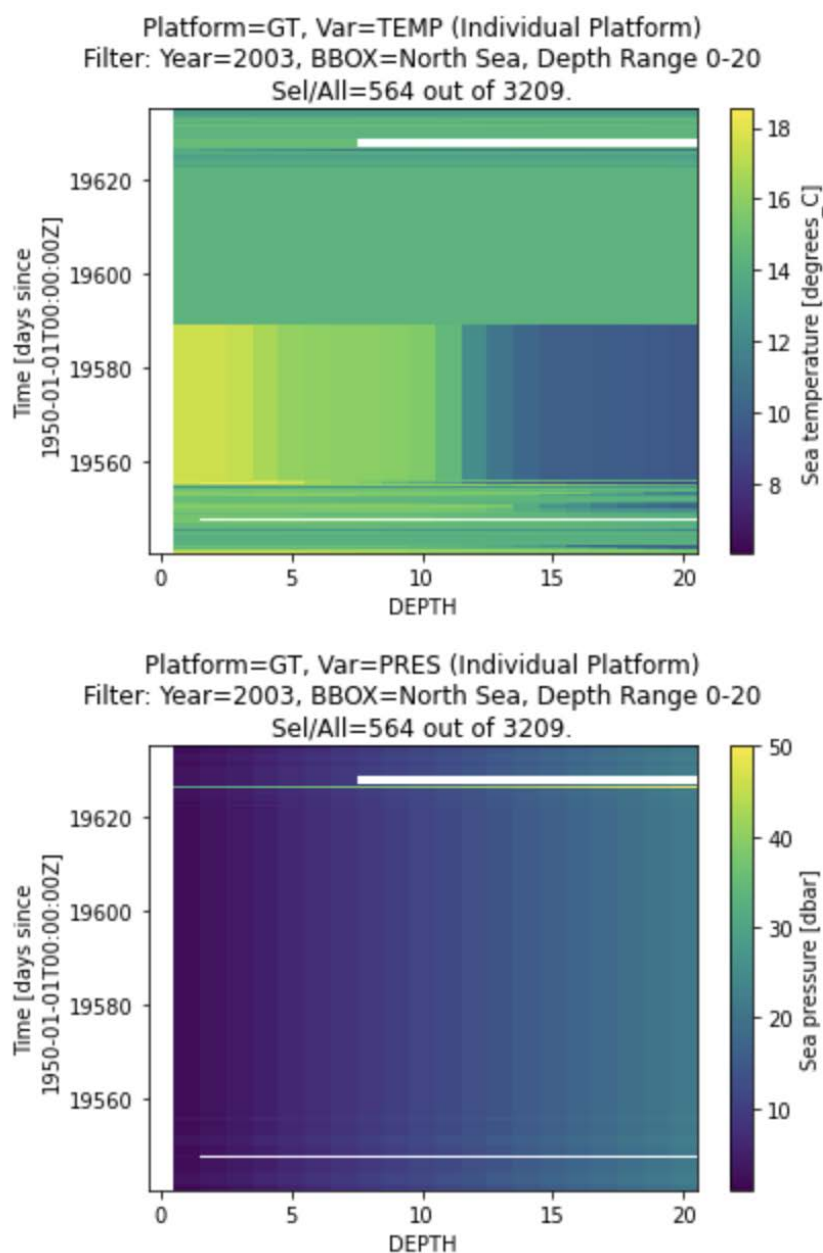 Platform=GT, Var=TEMP (Individual Platform)
Filter: Year=2003, BBOX=North Sea, Depth Range 0-20
Sel/All=564 out of 3209.
19620
19600
19580
19560
Time [days since
1950-01-01T00:00:00Z]
0 5 10 15 20
DEPTH
18
16
14
12
10
8
Sea temperature [degrees_C]
Platform=GT, Var=PRES (Individual Platform)
Filter: Year=2003, BBOX=North Sea, Depth Range 0-20
Sel/All=564 out of 3209.
19620
19600
19580
19560
Time [days since
1950-01-01T00:00:00Z]
0 5 10 15 20
DEPTH
50
40
30
20
10
Sea pressure [dbar]